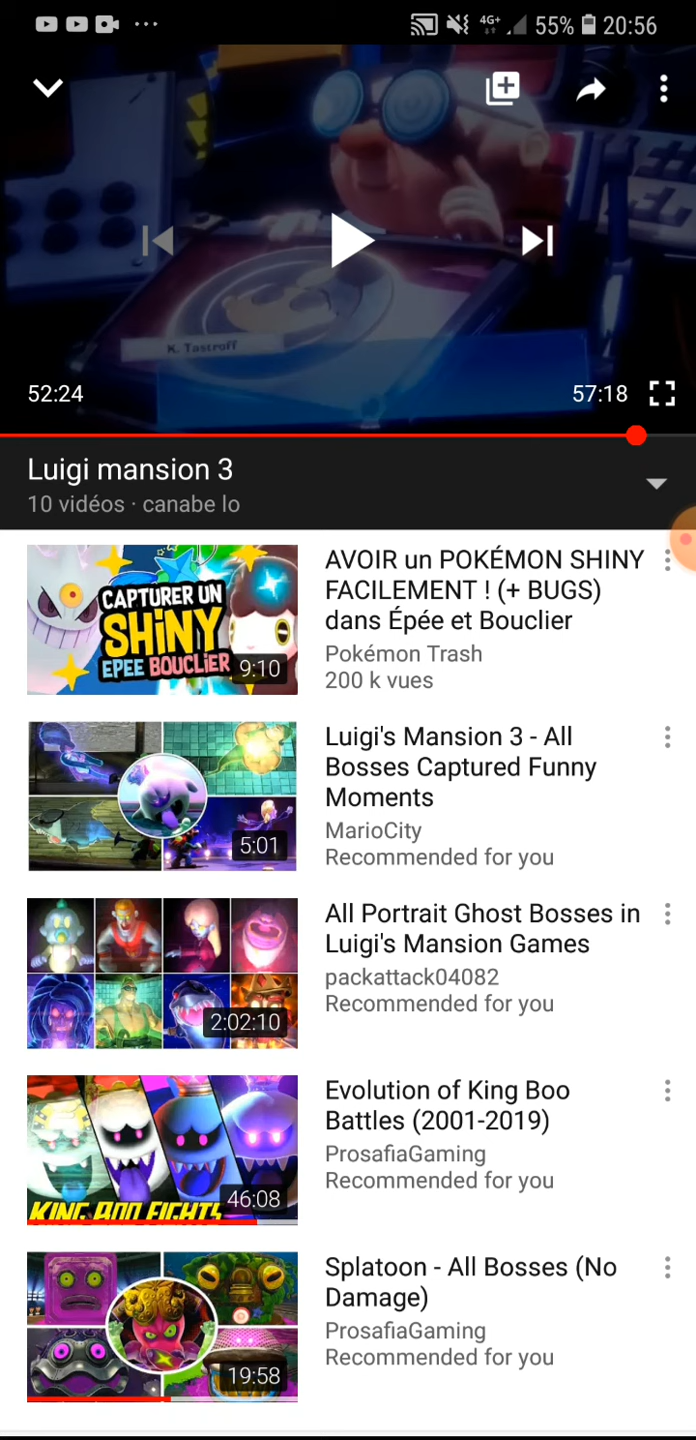 4G+ 55% 20:56
K. Tastroff
52:24 57:18
Luigi mansion 3
10 vidéos · canabe lo
CAPTURER UN
SHiNY
EPEE BOUCLIER
9:10
AVOIR un POKÉMON SHINY
FACILEMENT ! (+ BUGS)
dans Épée et Bouclier
Pokémon Trash
200 k vues
5:01
Luigi's Mansion 3 - All
Bosses Captured Funny
Moments
MarioCity
Recommended for you
2:02:10
All Portrait Ghost Bosses in
Luigi's Mansion Games
packattack04082
Recommended for you
KING BOO FIGHTS
46:08
Evolution of King Boo
Battles (2001-2019)
ProsafiaGaming
Recommended for you
19:58
Splatoon - All Bosses (No
Damage)
ProsafiaGaming
Recommended for you